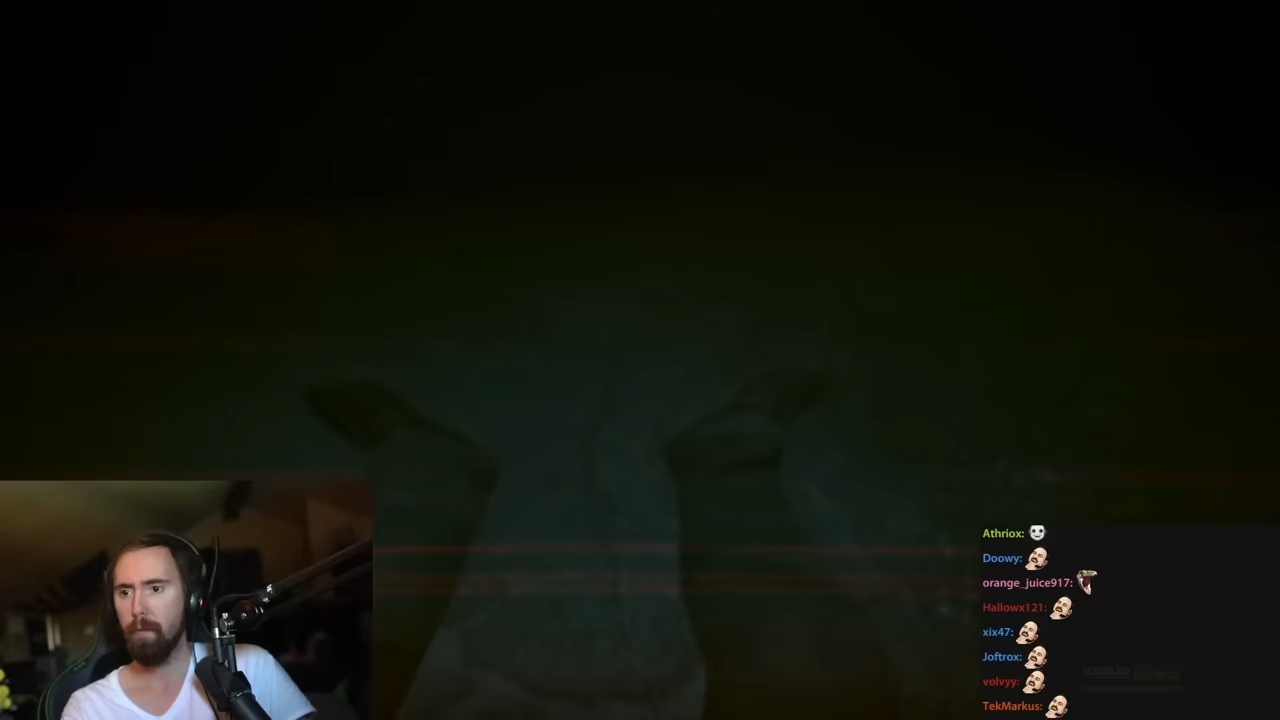 Athriox:
Doowy:
orange_juice917:
Hallowx121:
xix47:
Joftrox:
volvyy:
TekMarkus: